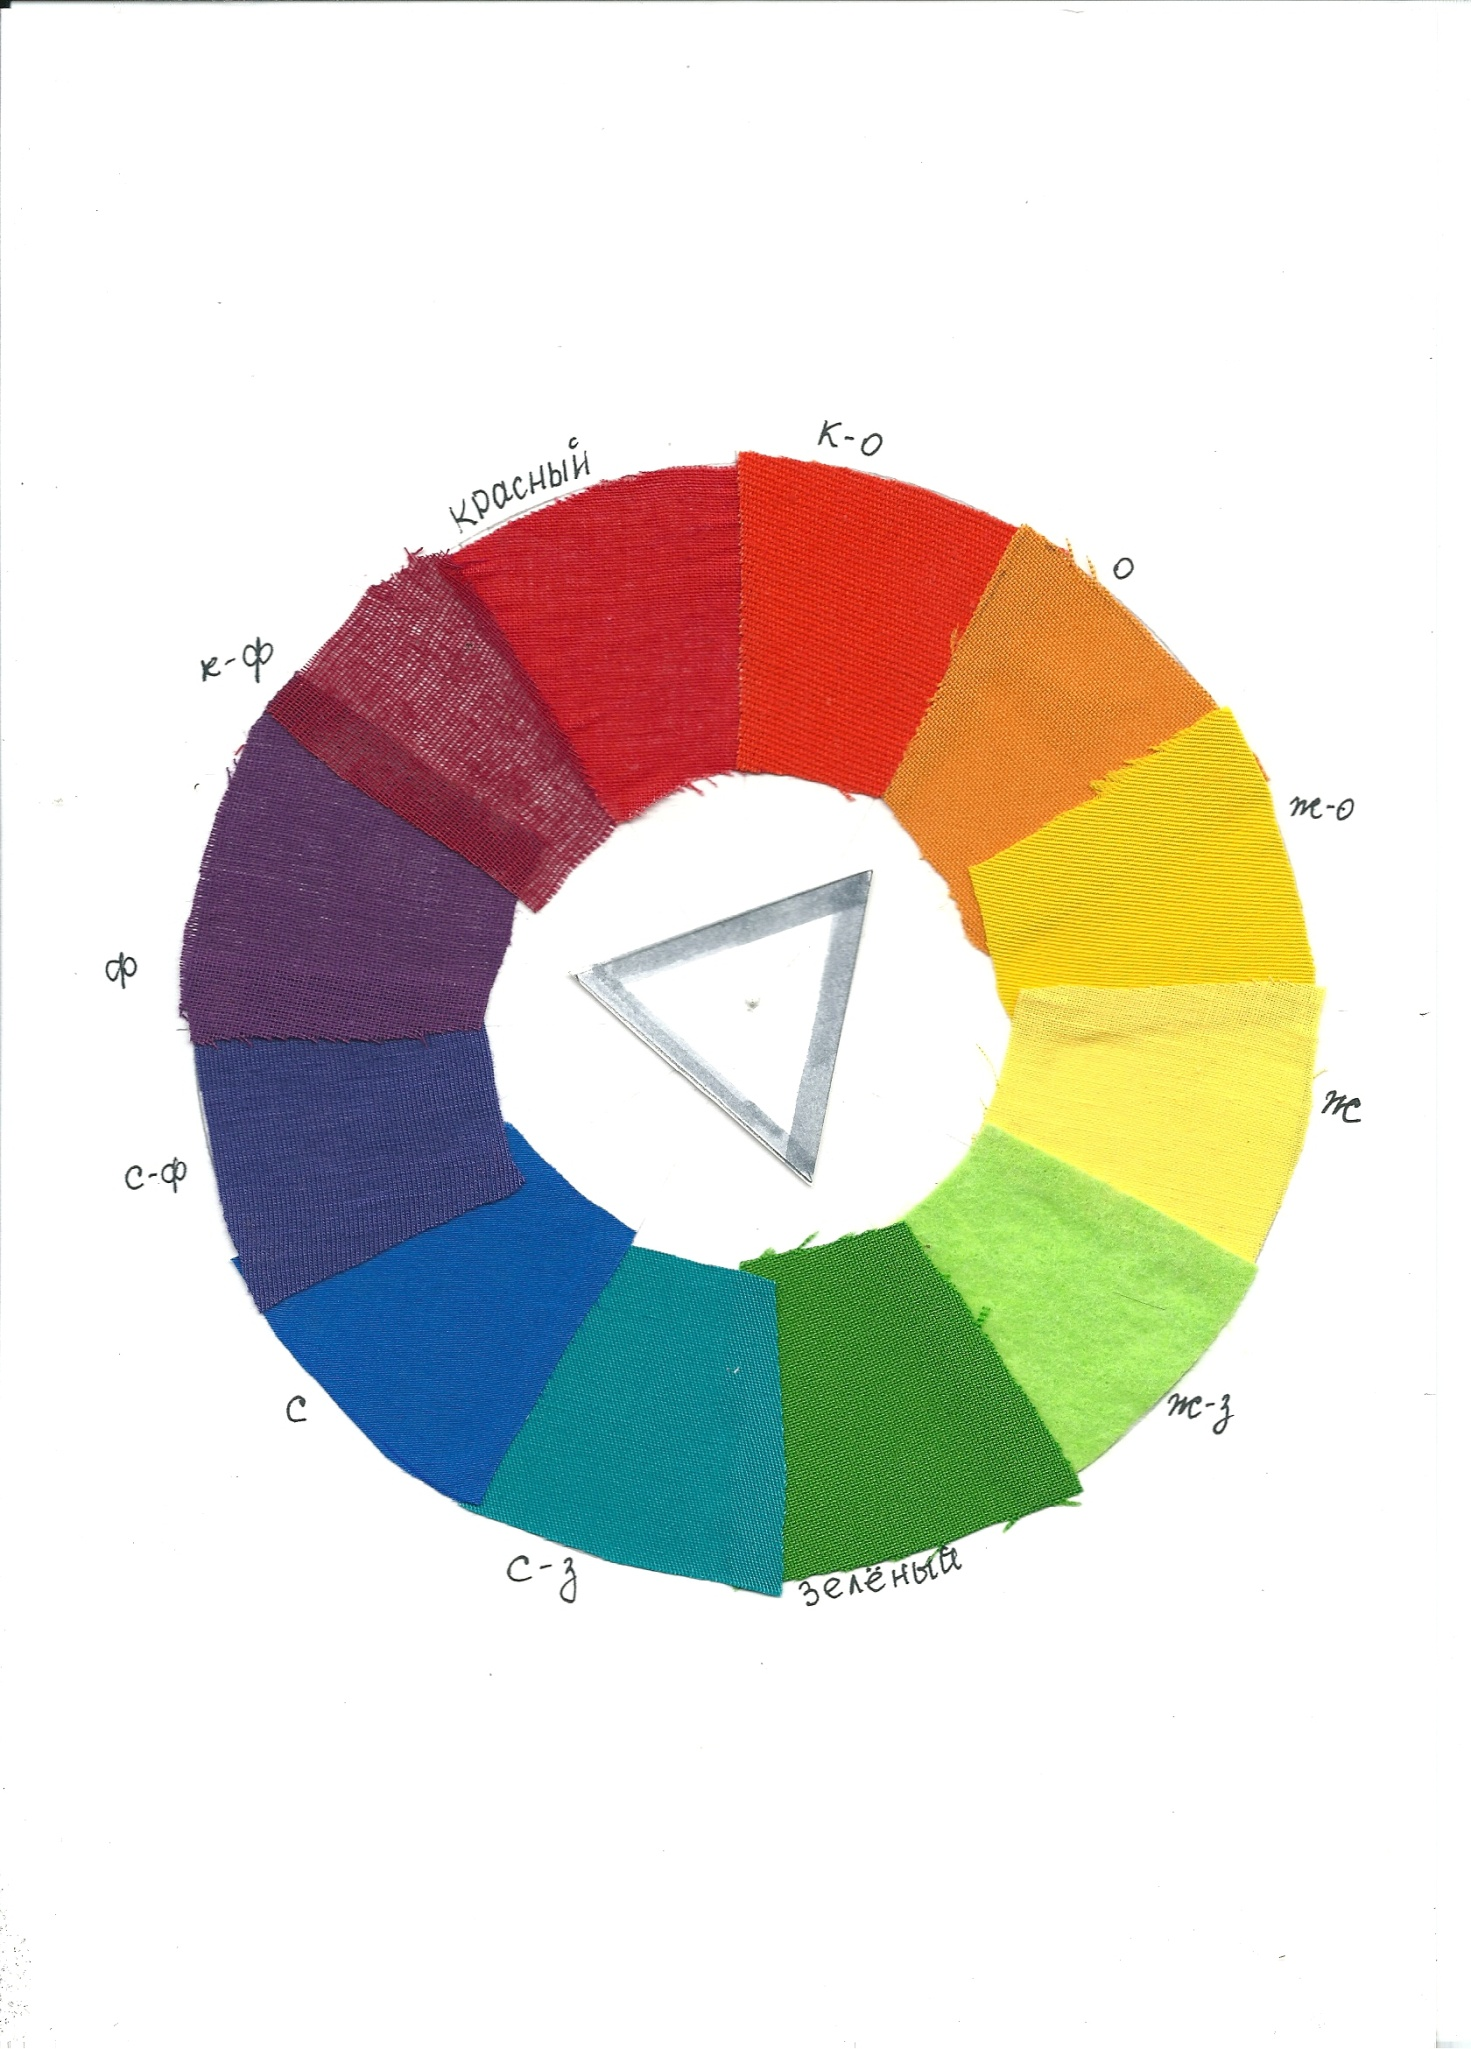 красный
к-о
о
ж-о
ж
ж-з
зелёный
с-з
с
с-ф
ф
к-ф